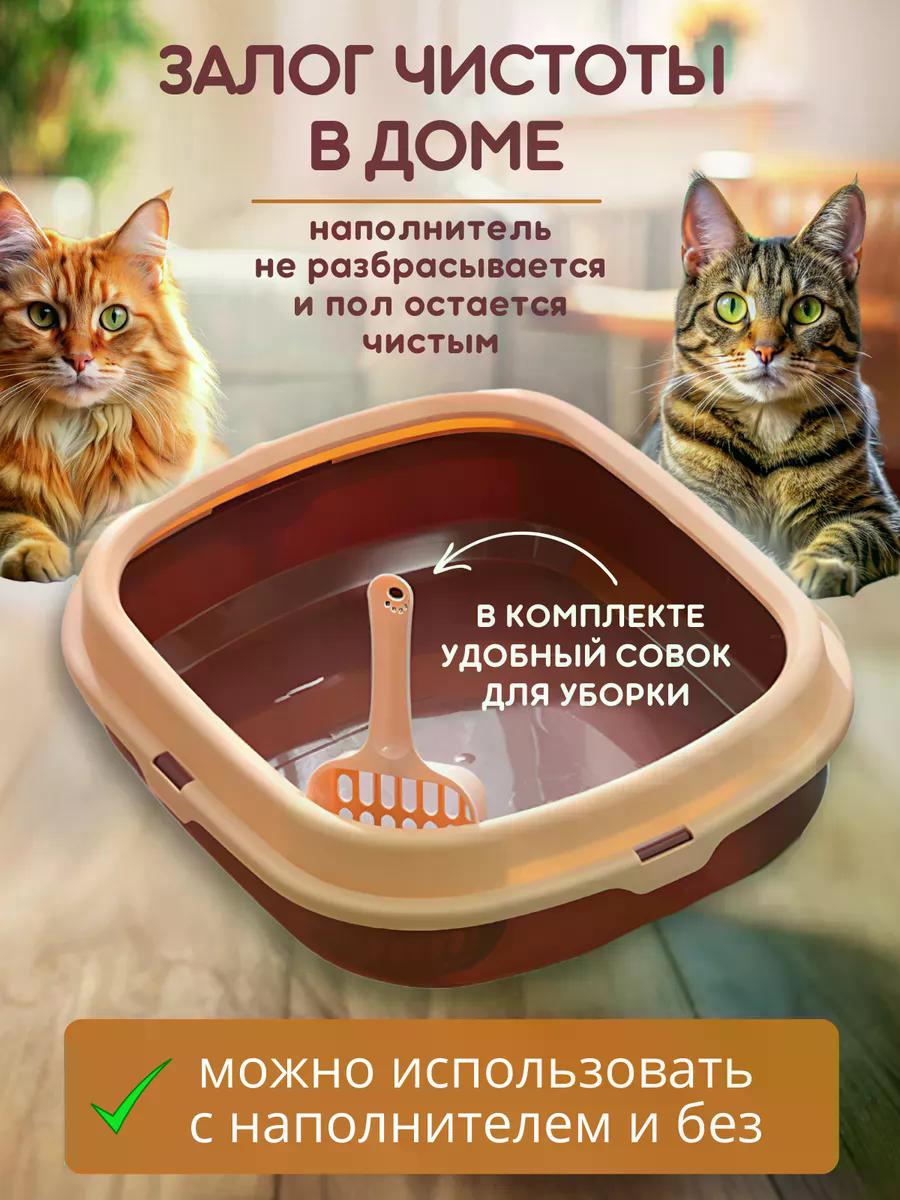 ЗАЛОГ ЧИСТОТЫ
В ДОМЕ
наполнитель
не разбрасывается
и пол остается
чистым
В КОМПЛЕКТЕ
УДОБНЫЙ СОВОК
ДЛЯ УБОРКИ
можно использовать
с наполнителем и без